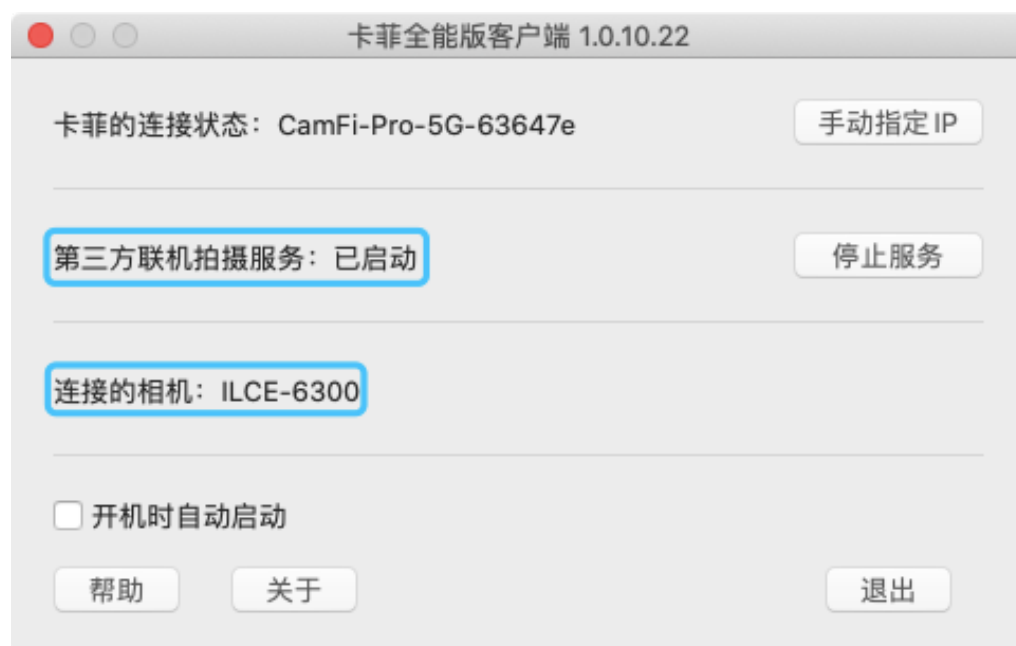 卡菲全能版客户端 1.0.10.22
卡菲的连接状态：CamFi-Pro-5G-63647e
手动指定IP
第三方联机拍摄服务：已启动
停止服务
连接的相机：ILCE-6300
开机时自动启动
帮助
关于
退出